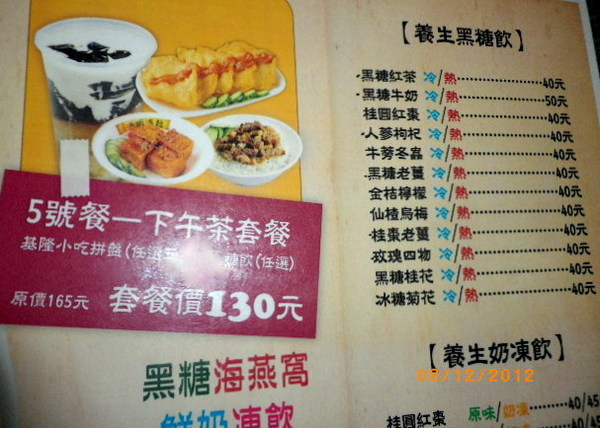 5號餐—下午茶套餐
基隆小吃拼盤(任選 糖飲(任選)
原價165元 套餐價130元
黑糖海燕窩
鮮奶凍飲
【養生黑糖飲】
·黑糖紅茶 冷/熱 40元
·黑糖牛奶 冷/熱 50元
桂圓紅棗 冷/熱 40元
·人蔘枸杞 冷/熱 40元
牛蒡冬蟲 冷/熱 40元
·黑糖老薑 冷/熱 40元
金桔檸檬 冷/熱 40元
仙楂烏梅 冷/熱 40元
·桂棗老薑 冷/熱 40元
·玫瑰四物 冷/熱 40元
黑糖桂花 冷/熱 40元
冰糖菊花 冷/熱 40元
【養生奶凍飲】
桂圓紅棗 原味/奶凍 40/45
/12/2012